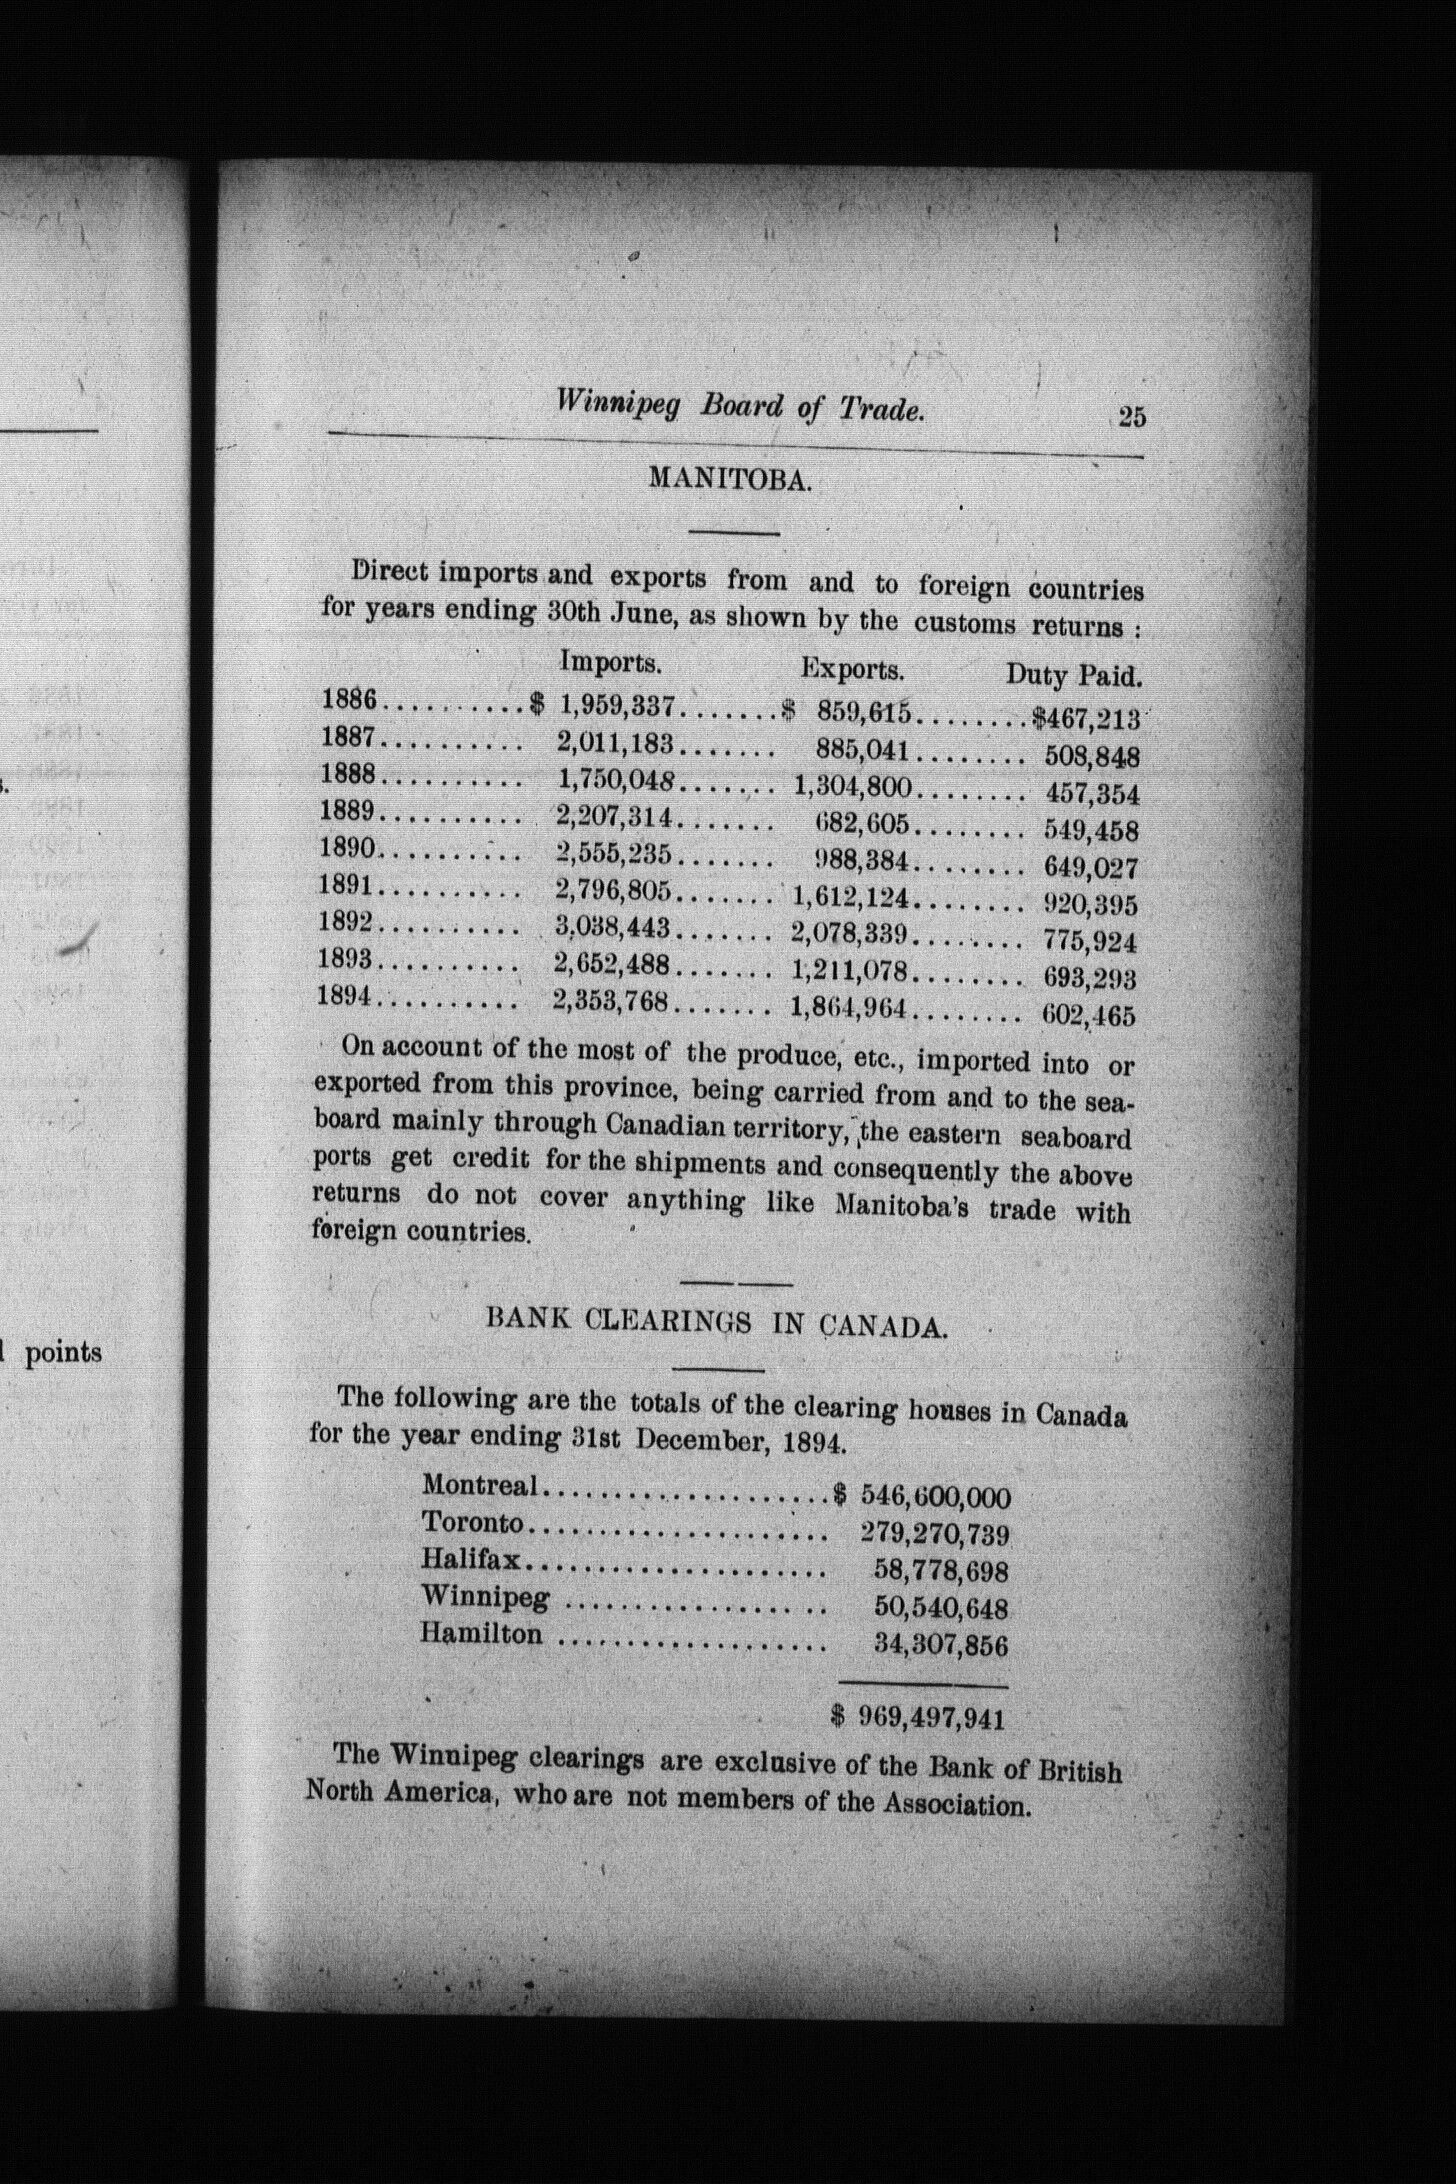 Winnipeg Board of Trade. 25
MANITOBA.
Direct imports and exports from and to foreign countries
for years ending 30th June, as shown by the customs returns :
Imports. Exports. Duty Paid.
1886..........$ 1,959,337.......$ 859,615........$467,213
1887.......... 2,011,183....... 885,041........ 508,848
1888.......... 1,750,048....... 1,304,800........ 457,354
1889.......... 2,207,314....... 682,605........ 549,458
1890.......... 2,555,235....... 988,384........ 649,027
1891.......... 2,796,805....... 1,612,124........ 920,395
1892.......... 3,038,443....... 2,078,339........ 775,924
1893.......... 2,652,488....... 1,211,078........ 693,293
1894.......... 2,353,768....... 1,864,964........ 602,465
On account of the most of the produce, etc., imported into or
exported from this province, being carried from and to the sea-
board mainly through Canadian territory, the eastern seaboard
ports get credit for the shipments and consequently the above
returns do not cover anything like Manitoba's trade with
foreign countries.
BANK CLEARINGS IN CANADA.
The following are the totals of the clearing houses in Canada
for the year ending 31st December, 1894.
Montreal....................$ 546,600,000
Toronto..................... 279,270,739
Halifax..................... 58,778,698
Winnipeg .................. 50,540,648
Hamilton ................... 34,307,856
$ 969,497,941
The Winnipeg clearings are exclusive of the Bank of British
North America, who are not members of the Association.
points